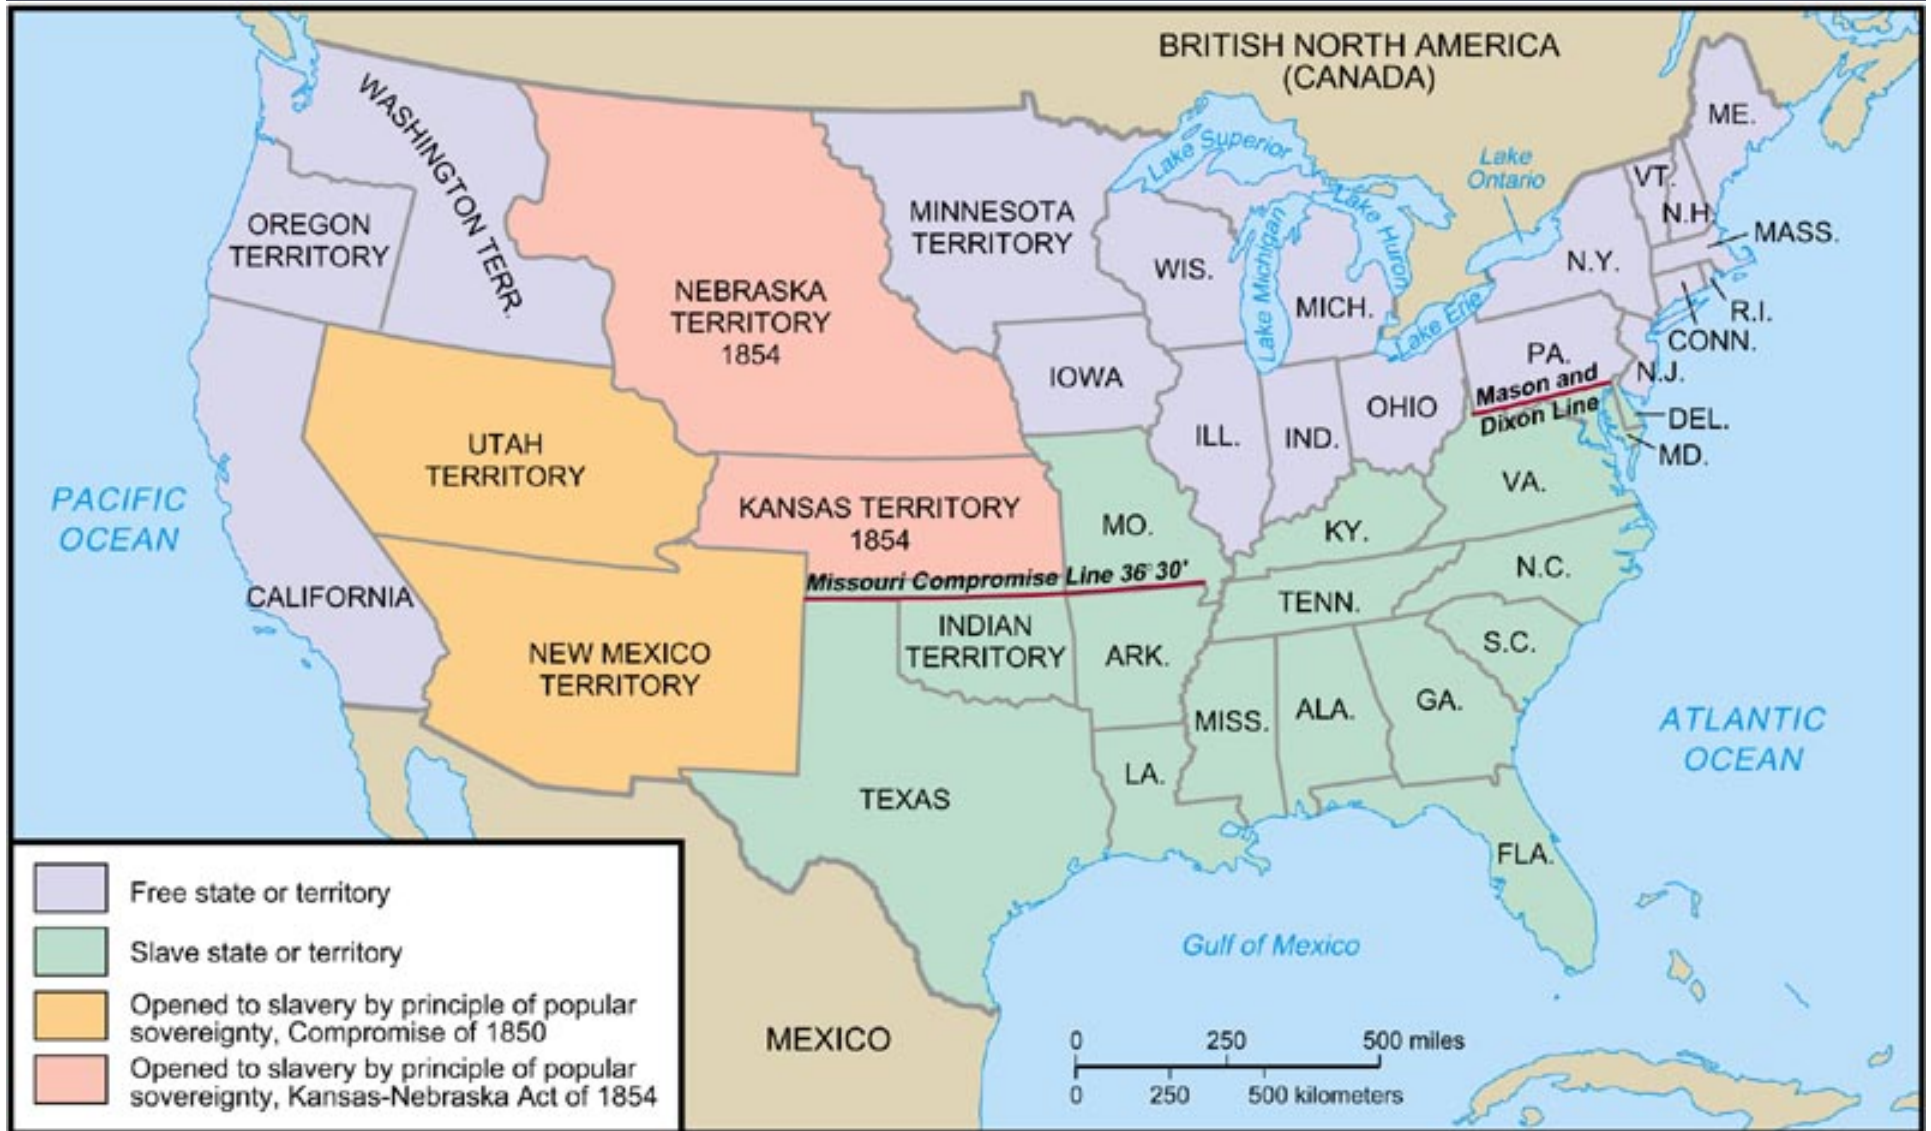 BRITISH NORTH AMERICA
(CANADA)
WASHINGTON TERR.
OREGON
TERRITORY
NEBRASKA
TERRITORY
1854
MINNESOTA
TERRITORY
Lake Superior
Lake Michigan
Lake Huron
Lake
Ontario
Lake Erie
ME.
VT.
N.H.
MASS.
N.Y.
R.I.
CONN.
WIS.
MICH.
IOWA
ILL.
IND.
OHIO
PA.
N.J.
Mason and
Dixon Line
DEL.
MD.
UTAH
TERRITORY
KANSAS TERRITORY
1854
MO.
KY.
VA.
PACIFIC
OCEAN
CALIFORNIA
Missouri Compromise Line 36°30'
NEW MEXICO
TERRITORY
INDIAN
TERRITORY
ARK.
TENN.
N.C.
S.C.
MISS.
ALA.
GA.
ATLANTIC
OCEAN
TEXAS
LA.
FLA.
Gulf of Mexico
MEXICO
0 250 500 miles
0 250 500 kilometers
Free state or territory
Slave state or territory
Opened to slavery by principle of popular
sovereignty, Compromise of 1850
Opened to slavery by principle of popular
sovereignty, Kansas-Nebraska Act of 1854